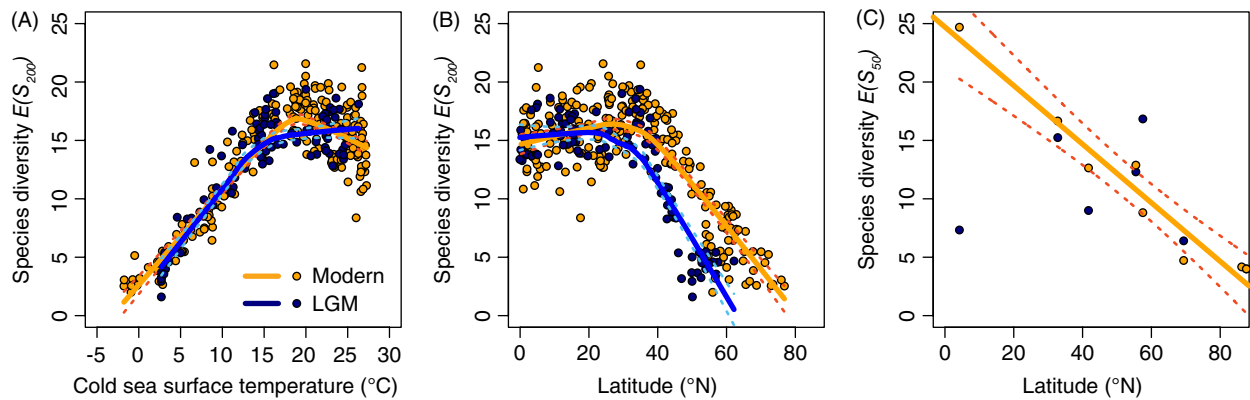 (A)
Species diversity E(S200)
0 5 10 15 20 25
-5 0 5 10 15 20 25 30
Cold sea surface temperature (°C)
Modern
LGM
(B)
Species diversity E(S200)
0 5 10 15 20 25
0 20 40 60 80
Latitude (°N)
(C)
Species diversity E(S50)
0 5 10 15 20 25
0 20 40 60 80
Latitude (°N)